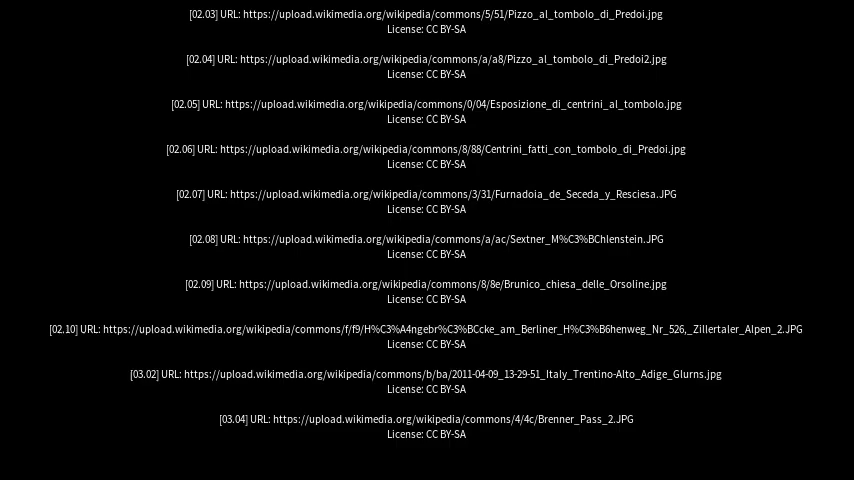 [02.03] URL: https://upload.wikimedia.org/wikipedia/commons/5/51/Pizzo_al_tombolo_di_Predoi.jpg
License: CC BY-SA
[02.04] URL: https://upload.wikimedia.org/wikipedia/commons/a/a8/Pizzo_al_tombolo_di_Predoi2.jpg
License: CC BY-SA
[02.05] URL: https://upload.wikimedia.org/wikipedia/commons/0/04/Esposizione_di_centrini_al_tombolo.jpg
License: CC BY-SA
[02.06] URL: https://upload.wikimedia.org/wikipedia/commons/8/88/Centrini_fatti_con_tombolo_di_Predoi.jpg
License: CC BY-SA
[02.07] URL: https://upload.wikimedia.org/wikipedia/commons/3/31/Furnadoia_de_Seceda_y_Resciesa.JPG
License: CC BY-SA
[02.08] URL: https://upload.wikimedia.org/wikipedia/commons/a/ac/Sextner_M%C3%BChlenstein.JPG
License: CC BY-SA
[02.09] URL: https://upload.wikimedia.org/wikipedia/commons/8/8e/Brunico_chiesa_delle_Orsoline.jpg
License: CC BY-SA
[02.10] URL: https://upload.wikimedia.org/wikipedia/commons/f/f9/H%C3%A4ngebr%C3%BCcke_am_Berliner_H%C3%B6henweg_Nr_526,_Zillertaler_Alpen_2.JPG
License: CC BY-SA
[03.02] URL: https://upload.wikimedia.org/wikipedia/commons/b/ba/2011-04-09_13-29-51_Italy_Trentino-Alto_Adige_Glurns.jpg
License: CC BY-SA
[03.04] URL: https://upload.wikimedia.org/wikipedia/commons/4/4c/Brenner_Pass_2.JPG
License: CC BY-SA